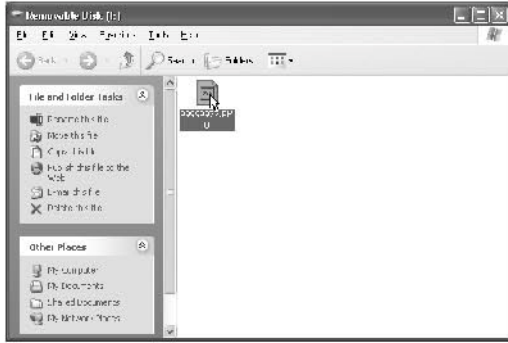 Removable Disk (I:)
File Edit View Favorites Tools Help
Back Search Folders
File and Folder Tasks
Rename this file
Move this file
Copy this file
Publish this file to the
Web
E-mail this file
Delete this file
Other Places
My Computer
My Documents
Shared Documents
My Network Places